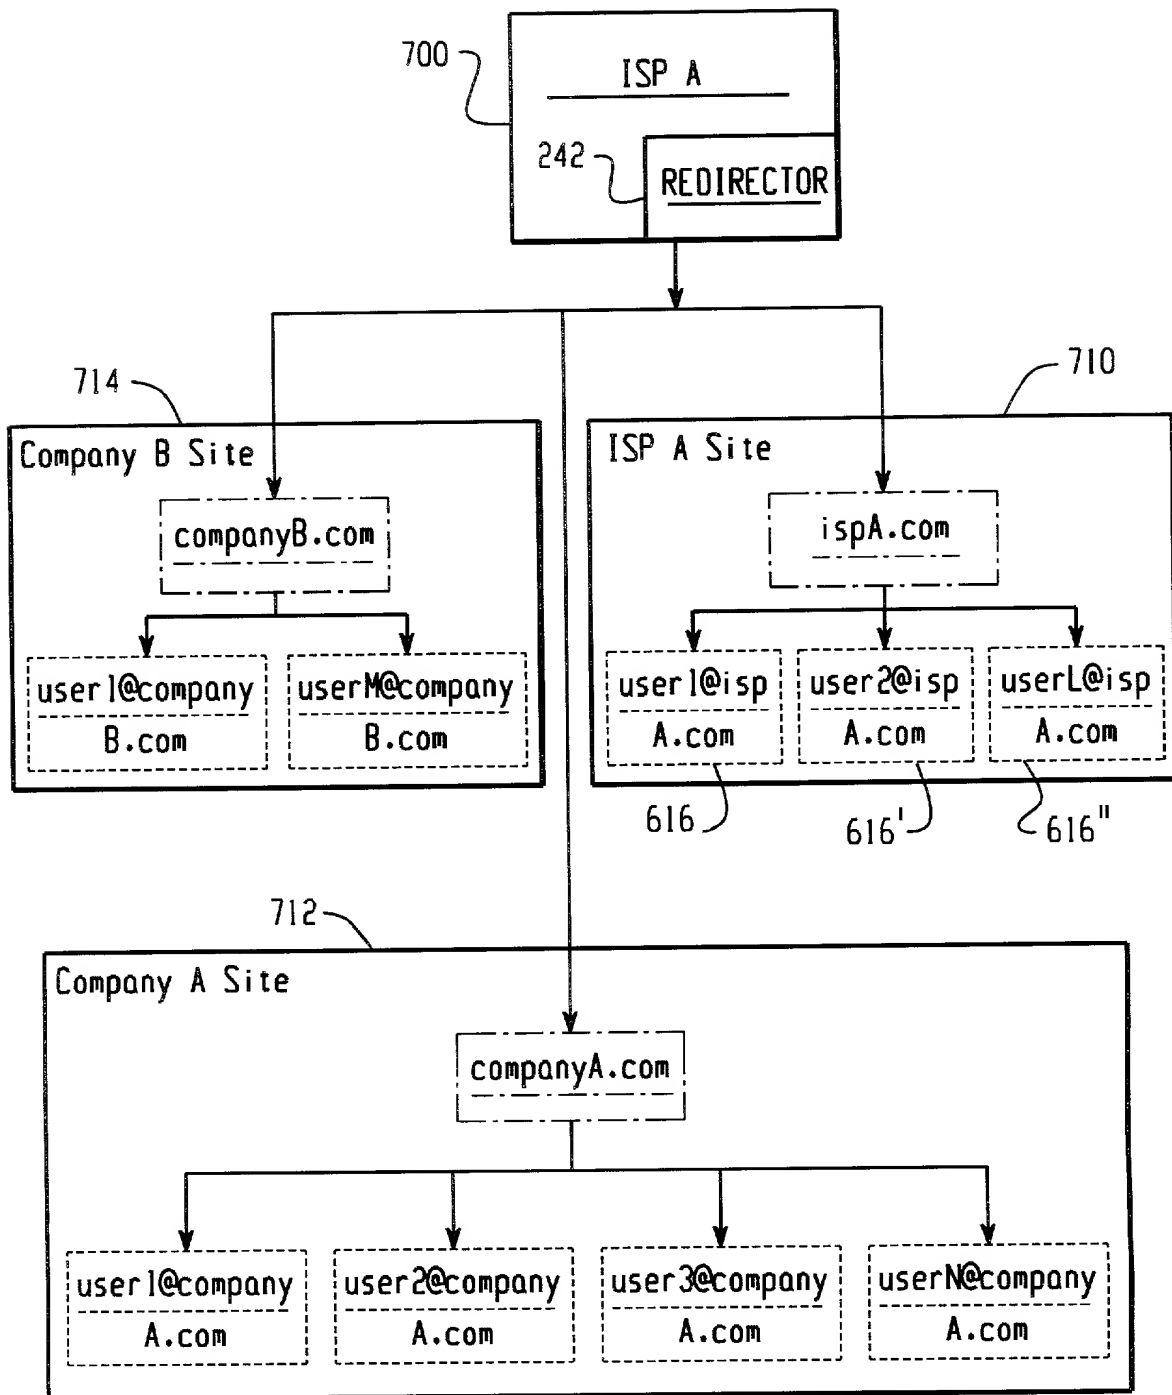 700
ISP A
242
REDIRECTOR
714
710
Company B Site
ISP A Site
companyB.com
ispA.com
user1@company
B.com
userM@company
B.com
user1@isp
A.com
user2@isp
A.com
userL@isp
A.com
616
616'
616"
712
Company A Site
companyA.com
user1@company
A.com
user2@company
A.com
user3@company
A.com
userN@company
A.com